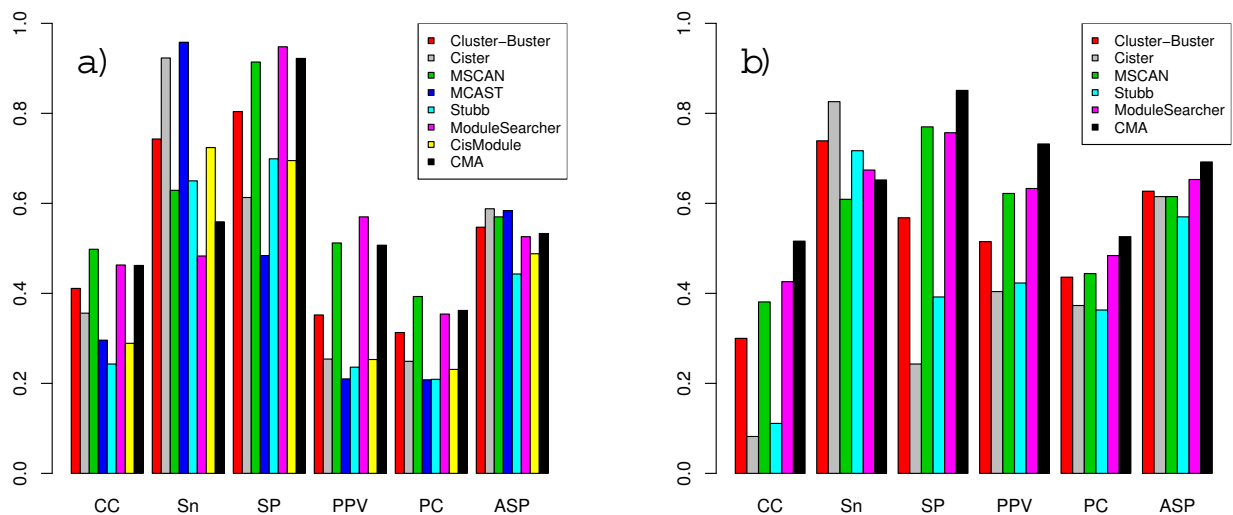 a)
1.0
0.8
0.6
0.4
0.2
0.0
Cluster-Buster
Cister
MSCAN
MCAST
Stubb
ModuleSearcher
CisModule
CMA
CC Sn SP PPV PC ASP
b)
1.0
0.8
0.6
0.4
0.2
0.0
Cluster-Buster
Cister
MSCAN
Stubb
ModuleSearcher
CMA
CC Sn SP PPV PC ASP